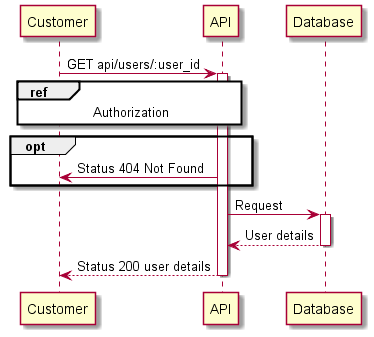 Customer API Database
GET api/users/:user_id
ref
Authorization
opt
Status 404 Not Found
Request
User details
Status 200 user details
Customer API Database